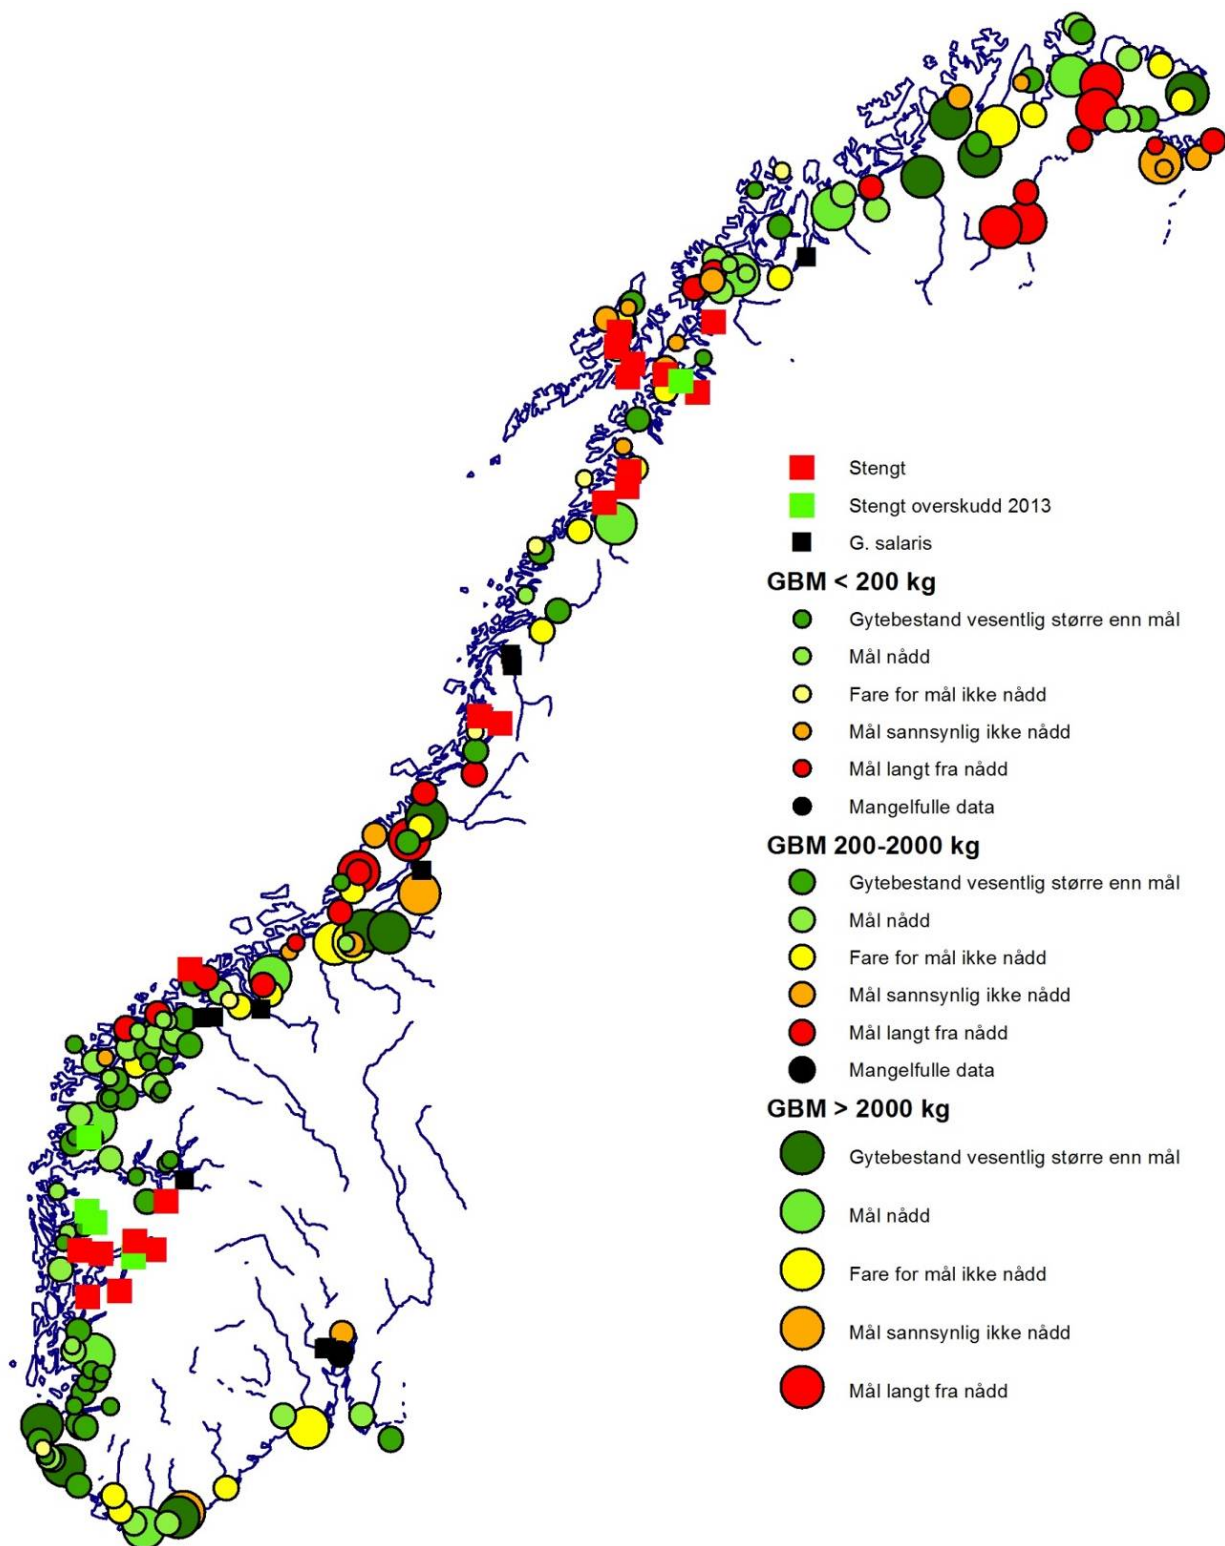 Stengt
Stengt overskudd 2013
G. salaris
GBM < 200 kg
Gytebestand vesentlig større enn mål
Mål nådd
Fare for mål ikke nådd
Mål sannsynlig ikke nådd
Mål langt fra nådd
Mangelfulle data
GBM 200-2000 kg
Gytebestand vesentlig større enn mål
Mål nådd
Fare for mål ikke nådd
Mål sannsynlig ikke nådd
Mål langt fra nådd
Mangelfulle data
GBM > 2000 kg
Gytebestand vesentlig større enn mål
Mål nådd
Fare for mål ikke nådd
Mål sannsynlig ikke nådd
Mål langt fra nådd